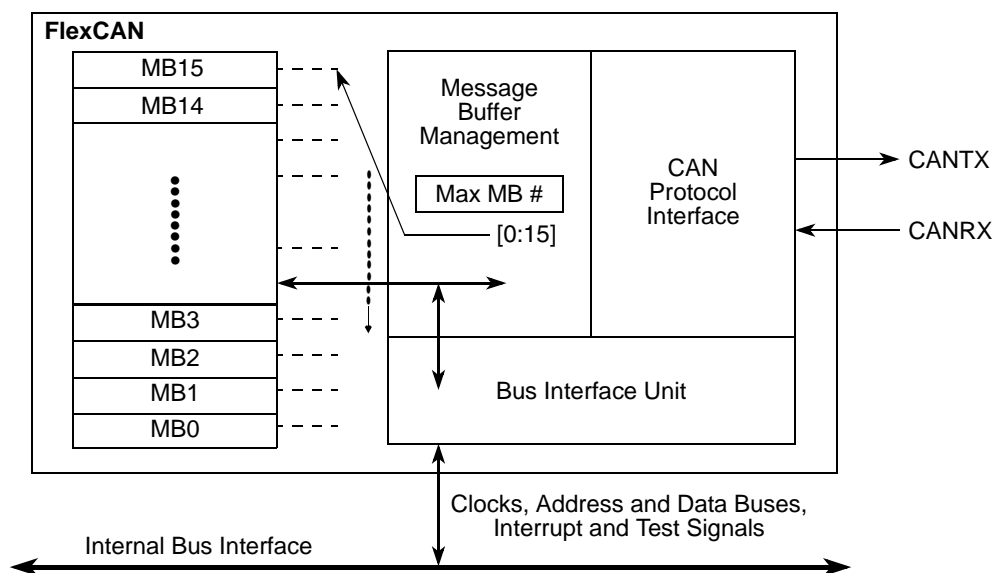 FlexCAN
MB15
MB14
MB3
MB2
MB1
MB0
Message
Buffer
Management
Max MB #
[0:15]
CAN
Protocol
Interface
CANTX
CANRX
Bus Interface Unit
Clocks, Address and Data Buses,
Interrupt and Test Signals
Internal Bus Interface